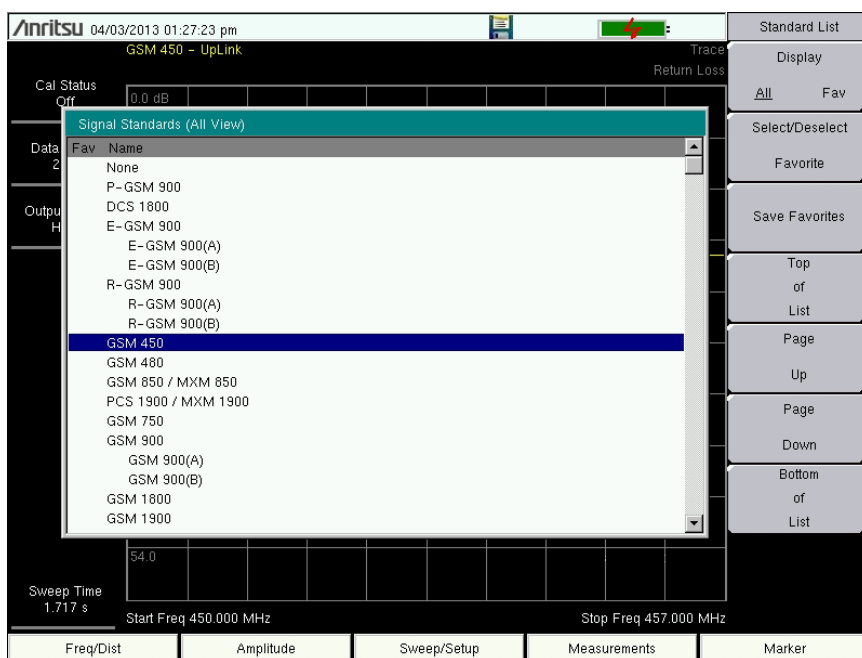 Anritsu 04/03/2013 01:27:23 pm
Standard List
GSM 450 - UpLink
Trace
Return Loss
Display
All Fav
Cal Status
Off
0.0 dB
Select/Deselect
Favorite
Signal Standards (All View)
Data
2
Fav Name
None
P-GSM 900
DCS 1800
E-GSM 900
E-GSM 900(A)
E-GSM 900(B)
R-GSM 900
R-GSM 900(A)
R-GSM 900(B)
GSM 450
GSM 480
GSM 850 / MXM 850
PCS 1900 / MXM 1900
GSM 750
GSM 900
GSM 900(A)
GSM 900(B)
GSM 1800
GSM 1900
Outpu
H
Save Favorites
Top
of
List
Page
Up
Page
Down
Bottom
of
List
54.0
Sweep Time
1.717 s
Start Freq 450.000 MHz
Stop Freq 457.000 MHz
Freq/Dist
Amplitude
Sweep/Setup
Measurements
Marker